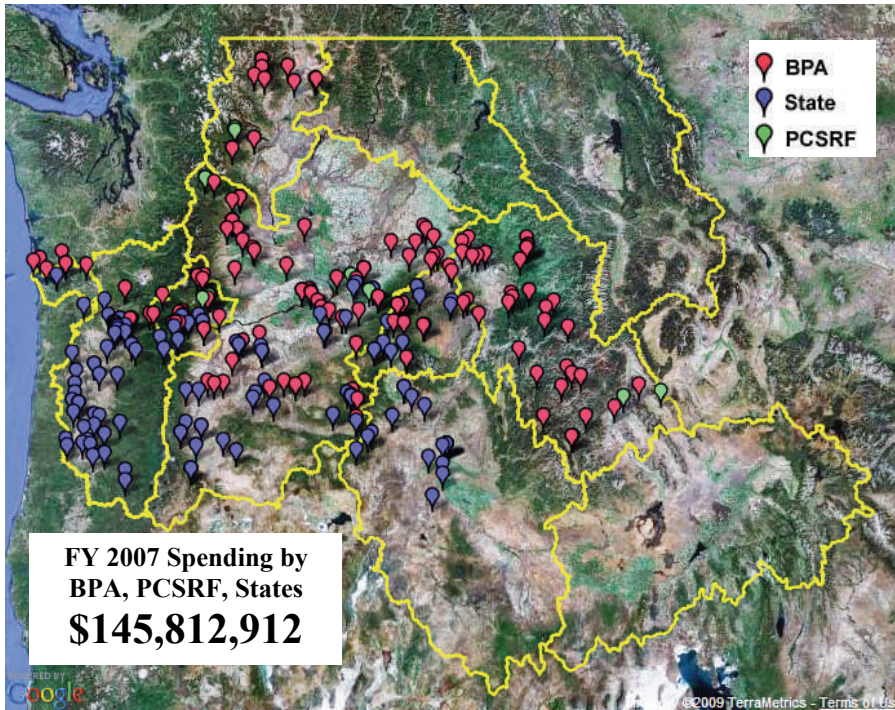 BPA
State
PCSRF
FY 2007 Spending by
BPA, PCSRF, States
$145,812,912
POWERED BY
Google
©2009 TerraMetrics - Terms of